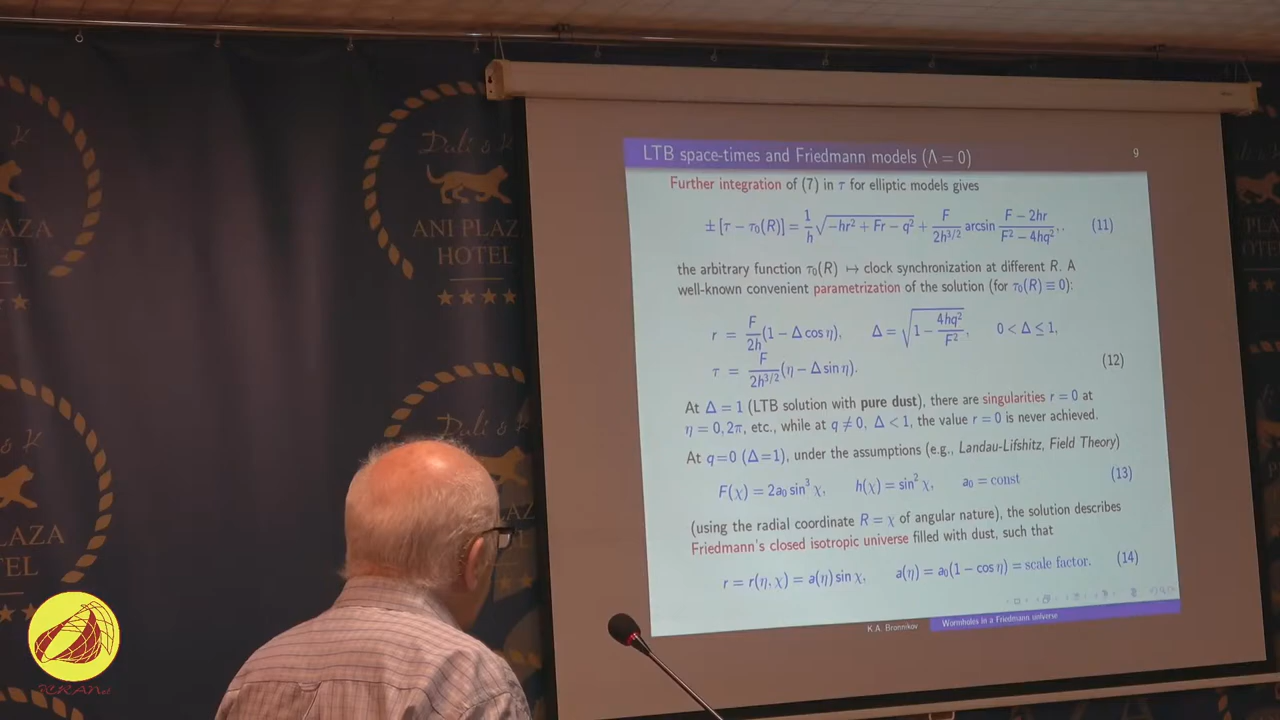 LTB space-times and Friedmann models (Λ = 0) 9
Further integration of (7) in τ for elliptic models gives
± [τ − τ₀(R)] = 1/h √(−hr² + Fr − q²) + F/2h^{3/2} arcsin (F − 2hr)/(F² − 4hq²),. (11)
the arbitrary function τ₀(R) ↦ clock synchronization at different R. A
well-known convenient parametrization of the solution (for τ₀(R) ≡ 0):
r = F/2h (1 − Δ cos η), Δ = √(1 − 4hq²/F²), 0 < Δ ≤ 1,
τ = F/2h^{3/2} (η − Δ sin η). (12)
At Δ = 1 (LTB solution with pure dust), there are singularities r = 0 at
η = 0, 2π, etc., while at q ≠ 0, Δ < 1, the value r = 0 is never achieved.
At q=0 (Δ=1), under the assumptions (e.g., Landau-Lifshitz, Field Theory)
F(χ) = 2a₀ sin³ χ, h(χ) = sin² χ, a₀ = const (13)
(using the radial coordinate R = χ of angular nature), the solution describes
Friedmann's closed isotropic universe filled with dust, such that
r = r(η, χ) = a(η) sin χ, a(η) = a₀(1 − cos η) = scale factor. (14)
K.A. Bronnikov Wormholes in a Friedmann universe
Dali & K
ANI PLAZA
HOTEL
Dali & K
K
AZA
EL
& K
AZA
EL
ICRANet